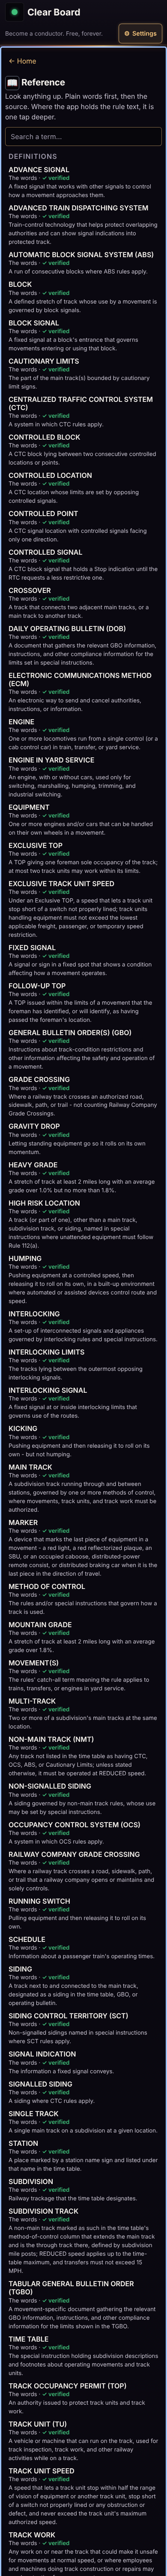 Clear Board
Become a conductor. Free, forever.
⚙ Settings
← Home
Reference
Look anything up. Plain words first, then the
source. Where the app holds the rule text, it is
one tap deeper.
Search a term...
DEFINITIONS
ADVANCE SIGNAL
The words · ✓ verified
A fixed signal that works with other signals to control
how a movement approaches them.
ADVANCED TRAIN DISPATCHING SYSTEM
The words · ✓ verified
Train-control technology that helps protect overlapping
authorities and can show signal indications into
protected track.
AUTOMATIC BLOCK SIGNAL SYSTEM (ABS)
The words · ✓ verified
A run of consecutive blocks where ABS rules apply.
BLOCK
The words · ✓ verified
A defined stretch of track whose use by a movement is
governed by block signals.
BLOCK SIGNAL
The words · ✓ verified
A fixed signal at a block's entrance that governs
movements entering or using that block.
CAUTIONARY LIMITS
The words · ✓ verified
The part of the main track(s) bonded by cautionary
limit signs.
CENTRALIZED TRAFFIC CONTROL SYSTEM
(CTC)
The words · ✓ verified
A system in which CTC rules apply.
CONTROLLED BLOCK
The words · ✓ verified
A CTC block lying between two consecutive controlled
locations or points.
CONTROLLED LOCATION
The words · ✓ verified
A CTC location whose limits are set by opposing
controlled signals.
CONTROLLED POINT
The words · ✓ verified
A CTC signal location with controlled signals facing
only one direction.
CONTROLLED SIGNAL
The words · ✓ verified
A CTC block signal that holds a Stop indication until the
RTC requests a less restrictive one.
CROSSOVER
The words · ✓ verified
A track that connects two adjacent main tracks, or a
main track to another track.
DAILY OPERATING BULLETIN (DOB)
The words · ✓ verified
A document that gathers the relevant GBO information,
instructions, and other compliance information for the
limits set in special instructions.
ELECTRONIC COMMUNICATIONS METHOD
(ECM)
The words · ✓ verified
An electronic way to send and cancel authorities,
instructions, or information.
ENGINE
The words · ✓ verified
One or more locomotives run from a single control (or a
cab control car) in train, transfer, or yard service.
ENGINE IN YARD SERVICE
The words · ✓ verified
An engine, with or without cars, used only for
switching, marshalling, humping, trimming, and
industrial switching.
EQUIPMENT
The words · ✓ verified
One or more engines and/or cars that can be handled
on their own wheels in a movement.
EXCLUSIVE TOP
The words · ✓ verified
A TOP giving one foreman sole occupancy of the track;
at most two track units may work within its limits.
EXCLUSIVE TRACK UNIT SPEED
The words · ✓ verified
Under an Exclusive TOP, a speed that lets a track unit
stop short of a switch not properly lined; track units
handling equipment must not exceed the lowest
applicable freight, passenger, or temporary speed
restriction.
FIXED SIGNAL
The words · ✓ verified
A signal or sign in a fixed spot that shows a condition
affecting how a movement operates.
FOLLOW-UP TOP
The words · ✓ verified
A TOP issued within the limits of a movement that the
foreman has identified, or will identify, as having
passed the foreman's location.
GENERAL BULLETIN ORDER(S) (GBO)
The words · ✓ verified
Instructions about track-condition restrictions and
other information affecting the safety and operation of
a movement.
GRADE CROSSING
The words · ✓ verified
Where a railway track crosses an authorized road,
sidewalk, path, or trail - not counting Railway Company
Grade Crossings.
GRAVITY DROP
The words · ✓ verified
Letting standing equipment go so it rolls on its own
momentum.
HEAVY GRADE
The words · ✓ verified
A stretch of track at least 2 miles long with an average
grade over 1.0% but no more than 1.8%.
HIGH RISK LOCATION
The words · ✓ verified
A track (or part of one), other than a main track,
subdivision track, or siding, named in special
instructions where unattended equipment must follow
Rule 112(a).
HUMPING
The words · ✓ verified
Pushing equipment at a controlled speed, then
releasing it to roll on its own, in a built-up environment
where automation or assisted devices control route and
speed.
INTERLOCKING
The words · ✓ verified
A set-up of interconnected signals and appliances
governed by interlocking rules and special instructions.
INTERLOCKING LIMITS
The words · ✓ verified
The tracks lying between the outermost opposing
interlocking signals.
INTERLOCKING SIGNAL
The words · ✓ verified
A fixed signal at or inside interlocking limits that
governs use of the routes.
KICKING
The words · ✓ verified
Pushing equipment and then releasing it to roll on its
own - but not humping.
MAIN TRACK
The words · ✓ verified
A subdivision track running through and between
stations, governed by one or more methods of control,
where movements, track units, and track work must be
authorized.
MARKER
The words · ✓ verified
A device that marks the last piece of equipment in a
movement - a red light, a red reflectorized plaque, an
SBU, or an occupied caboose, distributed-power
remote consist, or distributed braking car when it is the
last piece in the direction of travel.
METHOD OF CONTROL
The words · ✓ verified
The rules and special instructions that govern how a
track is used.
MOUNTAIN GRADE
The words · ✓ verified
A stretch of track at least 2 miles long with an average
grade over 1.8%.
MOVEMENT(S)
The words · ✓ verified
The rules' catch-all term meaning the rule applies to
trains, transfers, or engines in yard service.
MULTI-TRACK
The words · ✓ verified
Two or more of a subdivision's main tracks at the same
location.
NON-MAIN TRACK (NMT)
The words · ✓ verified
Any track not listed in the time table as having CTC,
OCS, ABS, or Cautionary Limits; unless stated
otherwise, it must be operated at REDUCED speed.
NON-SIGNALLED SIDING
The words · ✓ verified
A siding governed by non-main track rules, whose use
may be set by special instructions.
OCCUPANCY CONTROL SYSTEM (OCS)
The words · ✓ verified
A system in which OCS rules apply.
RAILWAY COMPANY GRADE CROSSING
The words · ✓ verified
Where a railway track crosses a road, sidewalk, path,
or trail that a railway company opens or maintains and
solely controls.
RUNNING SWITCH
The words · ✓ verified
Pulling equipment and then releasing it to roll on its
own.
SCHEDULE
The words · ✓ verified
Information about a passenger train's operating times.
SIDING
The words · ✓ verified
A track next to and connected to the main track,
designated as a siding in the time table, GBO, or
operating bulletin.
SIDING CONTROL TERRITORY (SCT)
The words · ✓ verified
Non-signalled sidings named in special instructions
where SCT rules apply.
SIGNAL INDICATION
The words · ✓ verified
The information a fixed signal conveys.
SIGNALLED SIDING
The words · ✓ verified
A siding where CTC rules apply.
SINGLE TRACK
The words · ✓ verified
A single main track on a subdivision at a given location.
STATION
The words · ✓ verified
A place marked by a station name sign and listed under
that name in the time table.
SUBDIVISION
The words · ✓ verified
Railway trackage that the time table designates.
SUBDIVISION TRACK
The words · ✓ verified
A non-main track marked as such in the time table's
method-of-control column that extends the main track
and is the through track there, defined by subdivision
mile posts; REDUCED speed applies up to the time-
table maximum, and transfers must not exceed 15
MPH.
TABULAR GENERAL BULLETIN ORDER
(TGBO)
The words · ✓ verified
A movement-specific document gathering the relevant
GBO information, instructions, and other compliance
information for the limits shown in the TGBO.
TIME TABLE
The words · ✓ verified
The special instruction holding subdivision descriptions
and footnotes about operating movements and track
units.
TRACK OCCUPANCY PERMIT (TOP)
The words · ✓ verified
An authority issued to protect track units and track
work.
TRACK UNIT (TU)
The words · ✓ verified
A vehicle or machine that can run on the track, used for
track inspection, track work, and other railway
activities while on a track.
TRACK UNIT SPEED
The words · ✓ verified
A speed that lets a track unit stop within half the range
of vision of equipment or another track unit, stop short
of a switch not properly lined or any obstruction or
defect, and never exceed the track unit's maximum
authorized speed.
TRACK WORK
The words · ✓ verified
Any work on or near the track that could make it unsafe
for movements at normal speed, or where employees
and machines doing track construction or repairs may